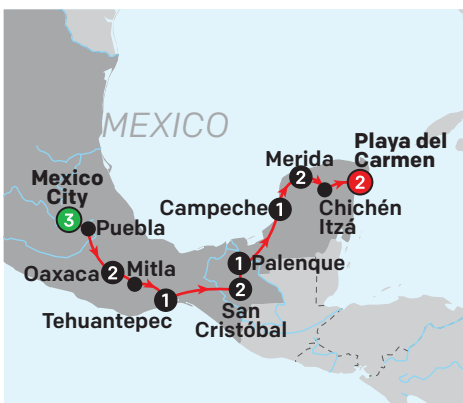 MEXICO
Mexico
City
3
Puebla
Oaxaca
2
Mitla
Tehuantepec
1
San
Cristóbal
2
Palenque
1
Campeche
1
Merida
2
Chichén
Itzá
Playa del
Carmen
2